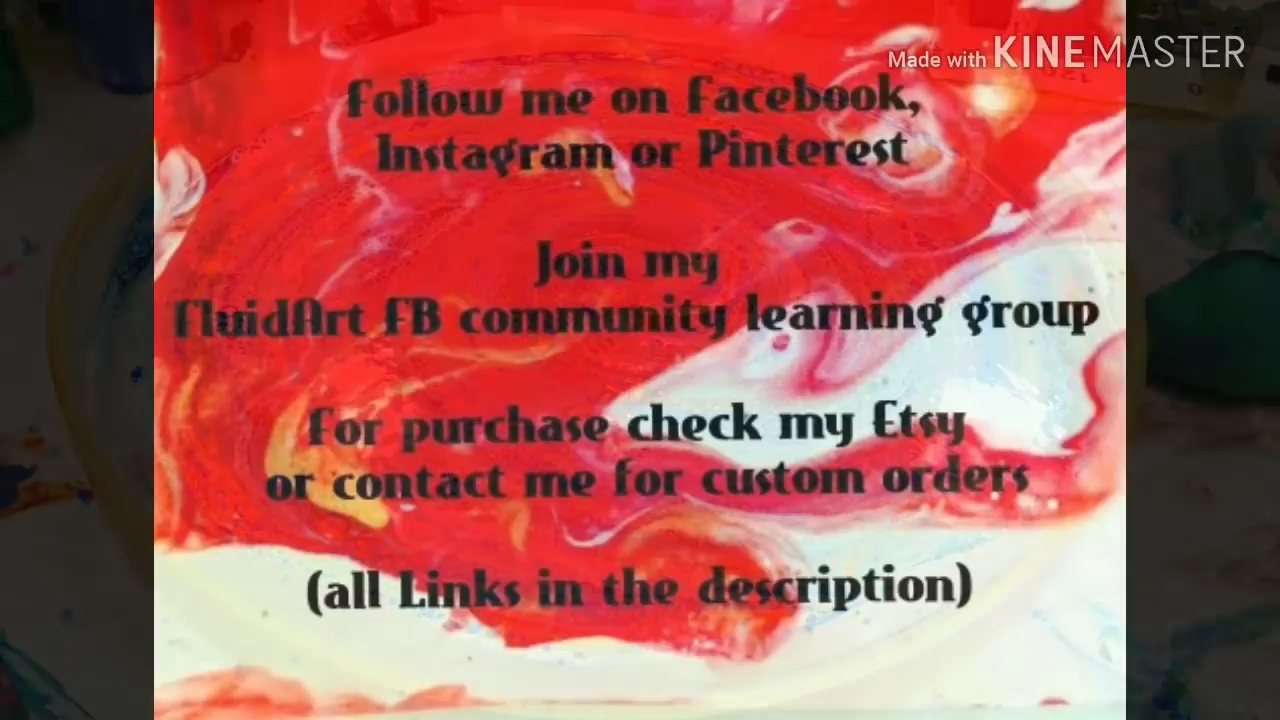 Made with KINEMASTER
Follow me on Facebook,
Instagram or Pinterest
Join my
FluidArt FB community learning group
For purchase check my Etsy
or contact me for custom orders
(all Links in the description)